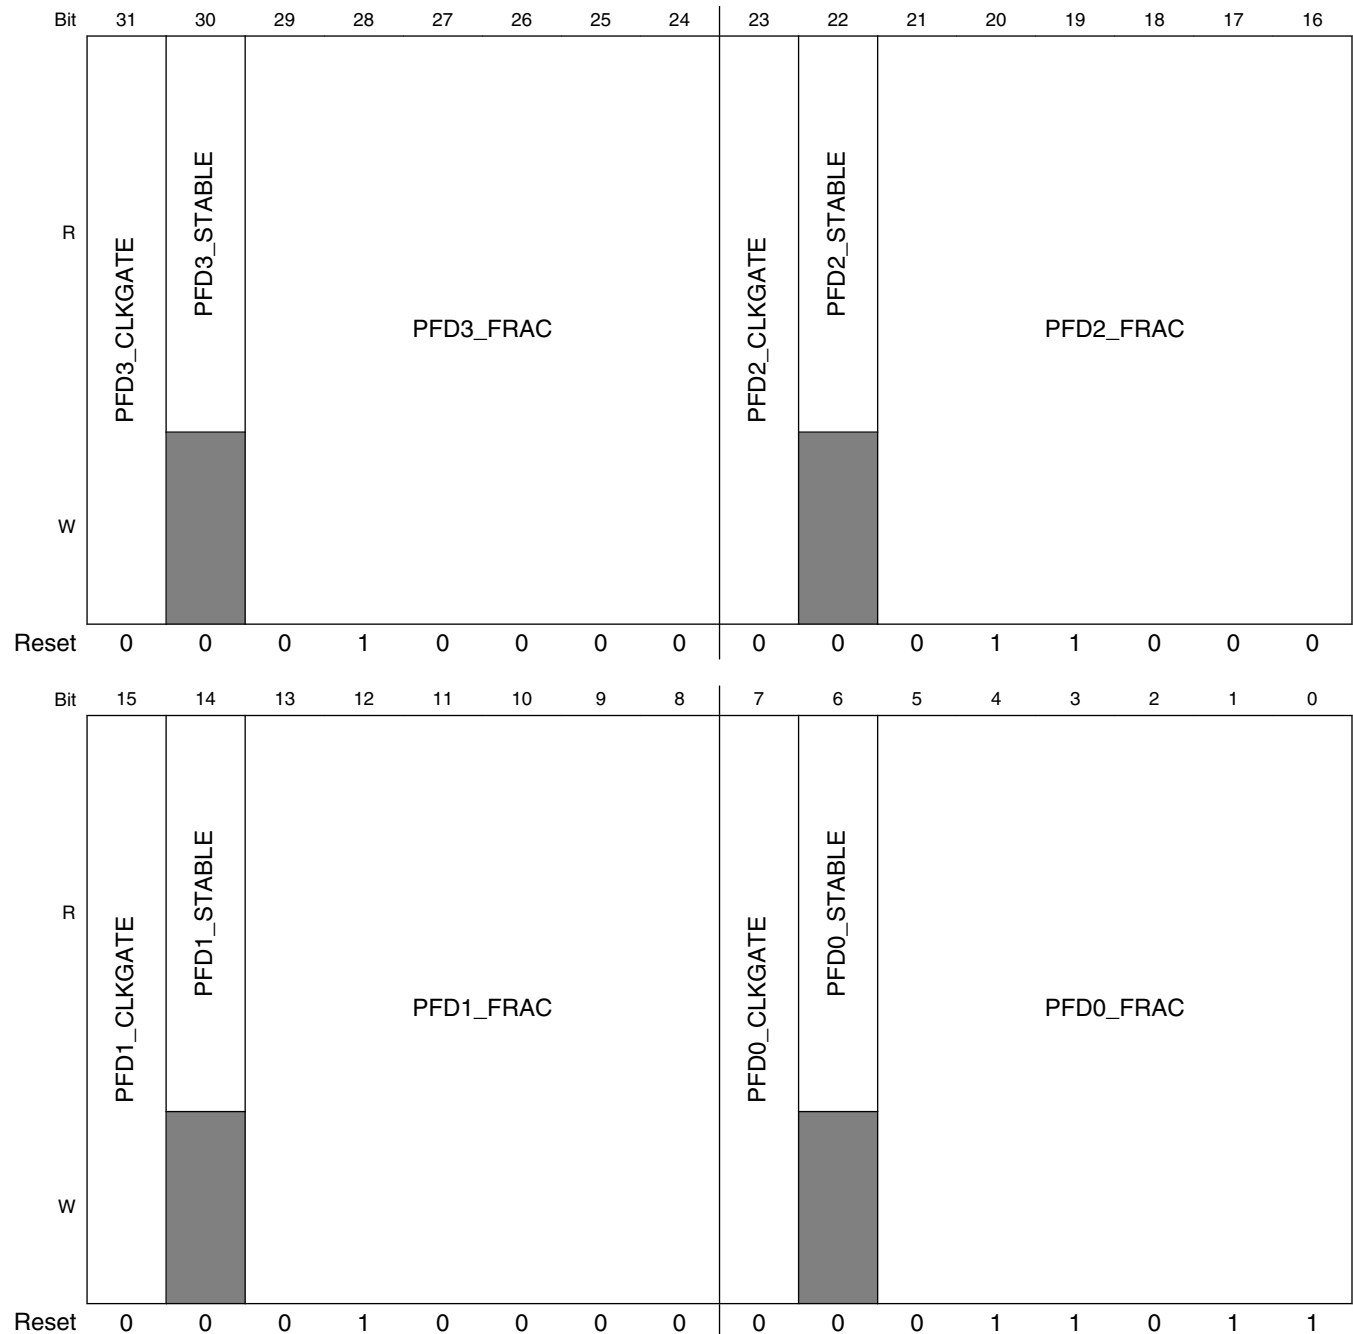 Bit 31 30 29 28 27 26 25 24 23 22 21 20 19 18 17 16
R
PFD3_CLKGATE
PFD3_STABLE
PFD3_FRAC
PFD2_CLKGATE
PFD2_STABLE
PFD2_FRAC
W
Reset 0 0 0 1 0 0 0 0 0 0 0 1 1 0 0 0
Bit 15 14 13 12 11 10 9 8 7 6 5 4 3 2 1 0
R
PFD1_CLKGATE
PFD1_STABLE
PFD1_FRAC
PFD0_CLKGATE
PFD0_STABLE
PFD0_FRAC
W
Reset 0 0 0 1 0 0 0 0 0 0 0 1 1 0 1 1